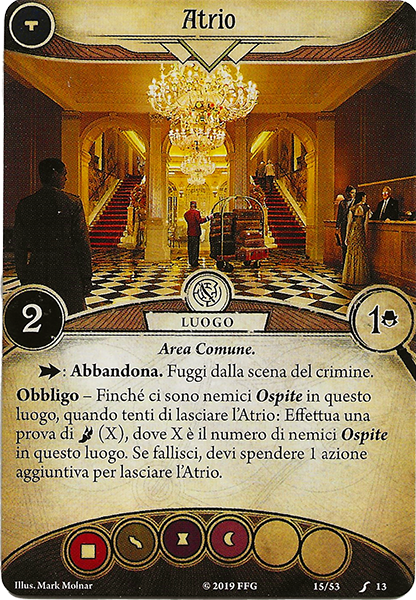 Atrio
2
LUOGO
1
Area Comune.
: Abbandona. Fuggi dalla scena del crimine.
Obbligo – Finché ci sono nemici Ospite in questo
luogo, quando tenti di lasciare l'Atrio: Effettua una
prova di (X), dove X è il numero di nemici Ospite
in questo luogo. Se fallisci, devi spendere 1 azione
aggiuntiva per lasciare l'Atrio.
Illus. Mark Molnar © 2019 FFG 15/53 13